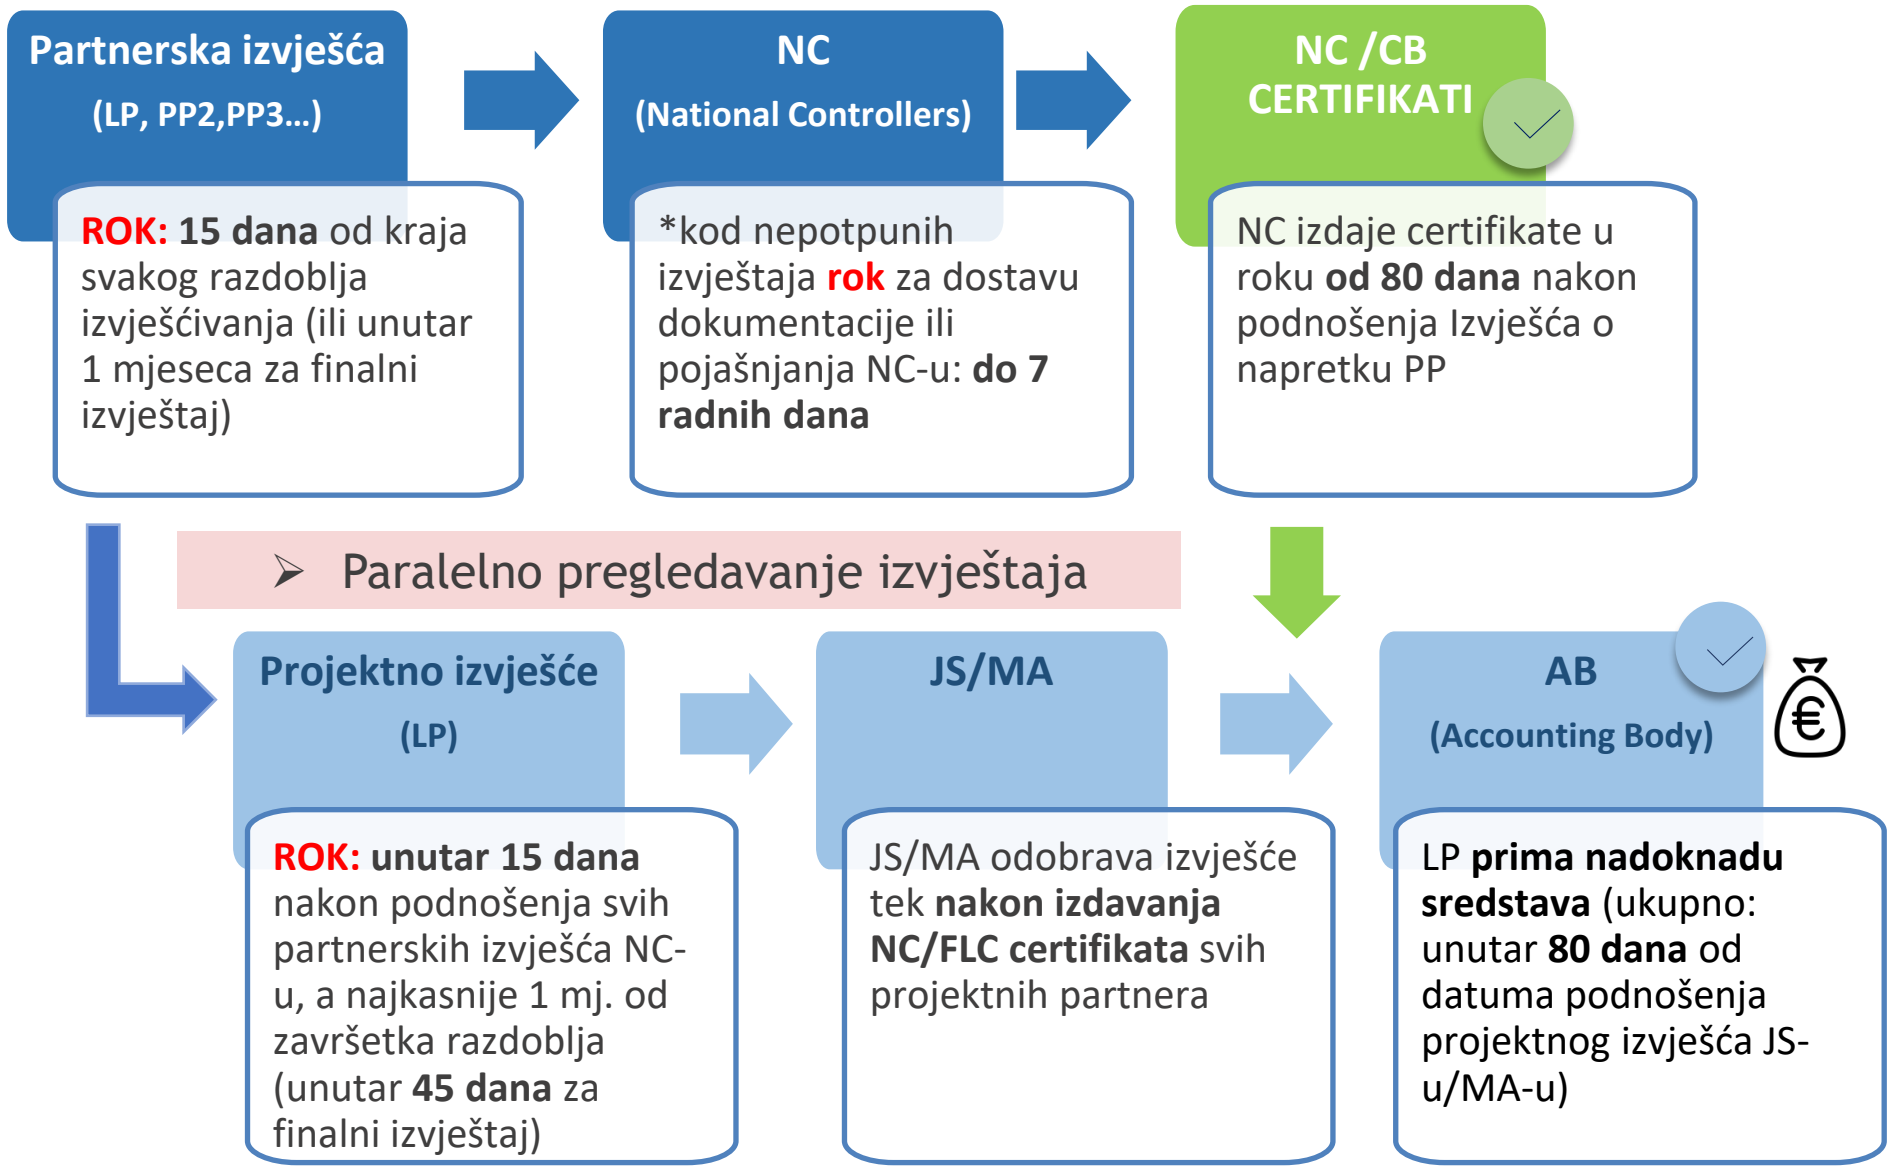 Partnerska izvješća
(LP, PP2,PP3...)
ROK: 15 dana od kraja
svakog razdoblja
izvješćivanja (ili unutar
1 mjeseca za finalni
izvještaj)
NC
(National Controllers)
*kod nepotpunih
izvještaja rok za dostavu
dokumentacije ili
pojašnjanja NC-u: do 7
radnih dana
NC /CB
CERTIFIKATI
NC izdaje certifikate u
roku od 80 dana nakon
podnošenja Izvješća o
napretku PP
➢ Paralelno pregledavanje izvještaja
Projektno izvješće
(LP)
ROK: unutar 15 dana
nakon podnošenja svih
partnerskih izvješća NC-
u, a najkasnije 1 mj. od
završetka razdoblja
(unutar 45 dana za
finalni izvještaj)
JS/MA
JS/MA odobrava izvješće
tek nakon izdavanja
NC/FLC certifikata svih
projektnih partnera
AB
(Accounting Body)
€
LP prima nadoknadu
sredstava (ukupno:
unutar 80 dana od
datuma podnošenja
projektnog izvješća JS-
u/MA-u)